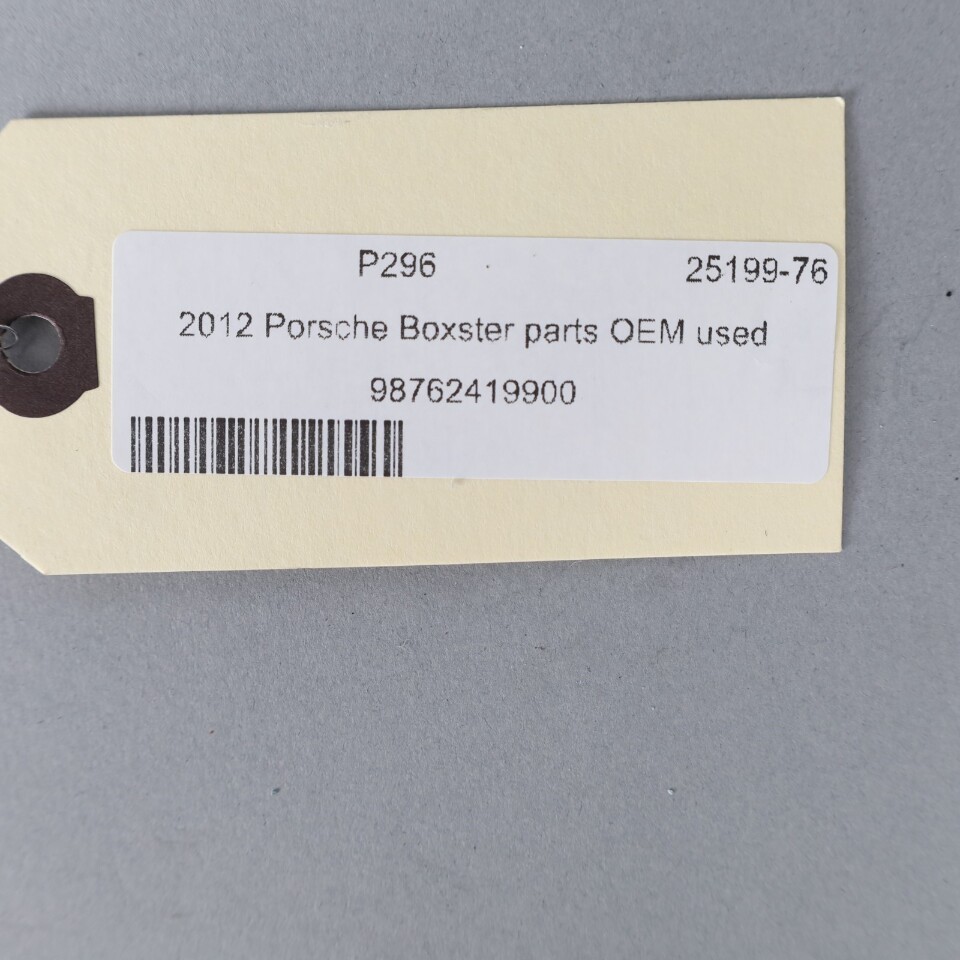 P296 25199-76
2012 Porsche Boxster parts OEM used
98762419900